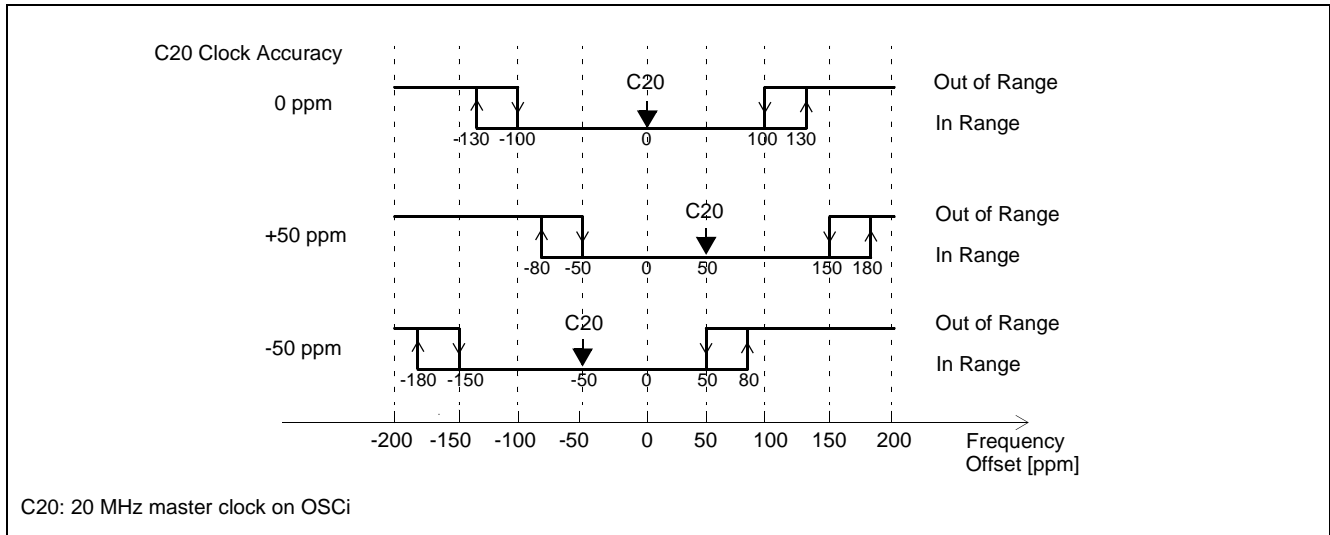 C20 Clock Accuracy
C20
Out of Range
0 ppm
In Range
-130 -100 0 100 130
C20
Out of Range
+50 ppm
In Range
-80 -50 0 50 150 180
C20
Out of Range
-50 ppm
In Range
-180 -150 -50 0 50 80
-200 -150 -100 -50 0 50 100 150 200 Frequency
Offset [ppm]
C20: 20 MHz master clock on OSCi